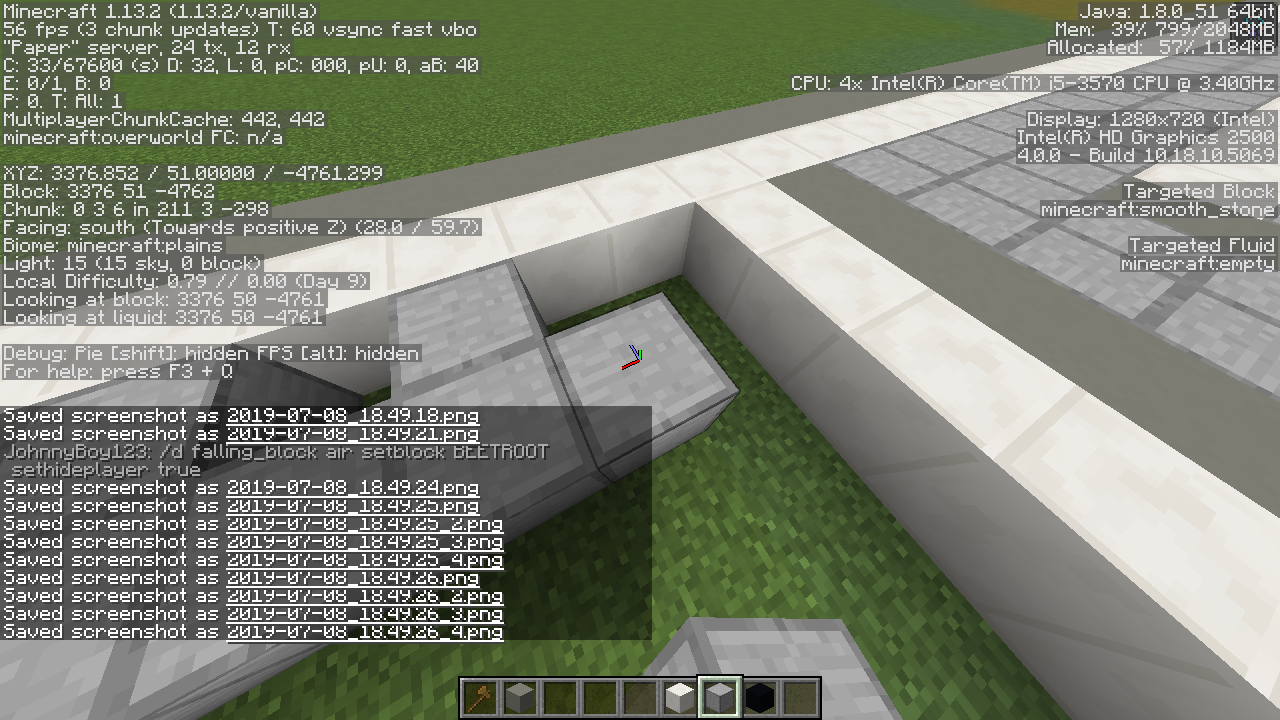 Minecraft 1.13.2 (1.13.2/vanilla)
56 fps (3 chunk updates) T: 60 vsync fast vbo
"Paper" server, 24 tx, 12 rx
C: 33/67600 (s) D: 32, L: 0, pC: 000, pU: 0, aB: 40
E: 0/1, B: 0
P: 0. T: All: 1
MultiplayerChunkCache: 442, 442
minecraft:overworld FC: n/a
XYZ: 3376.852 / 51.00000 / -4761.299
Block: 3376 51 -4762
Chunk: 0 3 6 in 211 3 -298
Facing: south (Towards positive Z) (28.0 / 59.7)
Biome: minecraft:plains
Light: 15 (15 sky, 0 block)
Local Difficulty: 0.79 // 0.00 (Day 9)
Looking at block: 3376 50 -4761
Looking at liquid: 3376 50 -4761
Debug: Pie [shift]: hidden FPS [alt]: hidden
For help: press F3 + Q
Java: 1.8.0_51 64bit
Mem: 39% 799/2048MB
Allocated: 57% 1184MB
CPU: 4x Intel(R) Core(TM) i5-3570 CPU @ 3.40GHz
Display: 1280x720 (Intel)
Intel(R) HD Graphics 2500
4.0.0 - Build 10.18.10.5069
Targeted Block
minecraft:smooth_stone
Targeted Fluid
minecraft:empty
Saved screenshot as 2019-07-08_18.49.18.png
Saved screenshot as 2019-07-08_18.49.21.png
JohnnyBoy123: /d falling_block air setblock BEETROOT
sethideplayer true
Saved screenshot as 2019-07-08_18.49.24.png
Saved screenshot as 2019-07-08_18.49.25.png
Saved screenshot as 2019-07-08_18.49.25_2.png
Saved screenshot as 2019-07-08_18.49.25_3.png
Saved screenshot as 2019-07-08_18.49.25_4.png
Saved screenshot as 2019-07-08_18.49.26.png
Saved screenshot as 2019-07-08_18.49.26_2.png
Saved screenshot as 2019-07-08_18.49.26_3.png
Saved screenshot as 2019-07-08_18.49.26_4.png